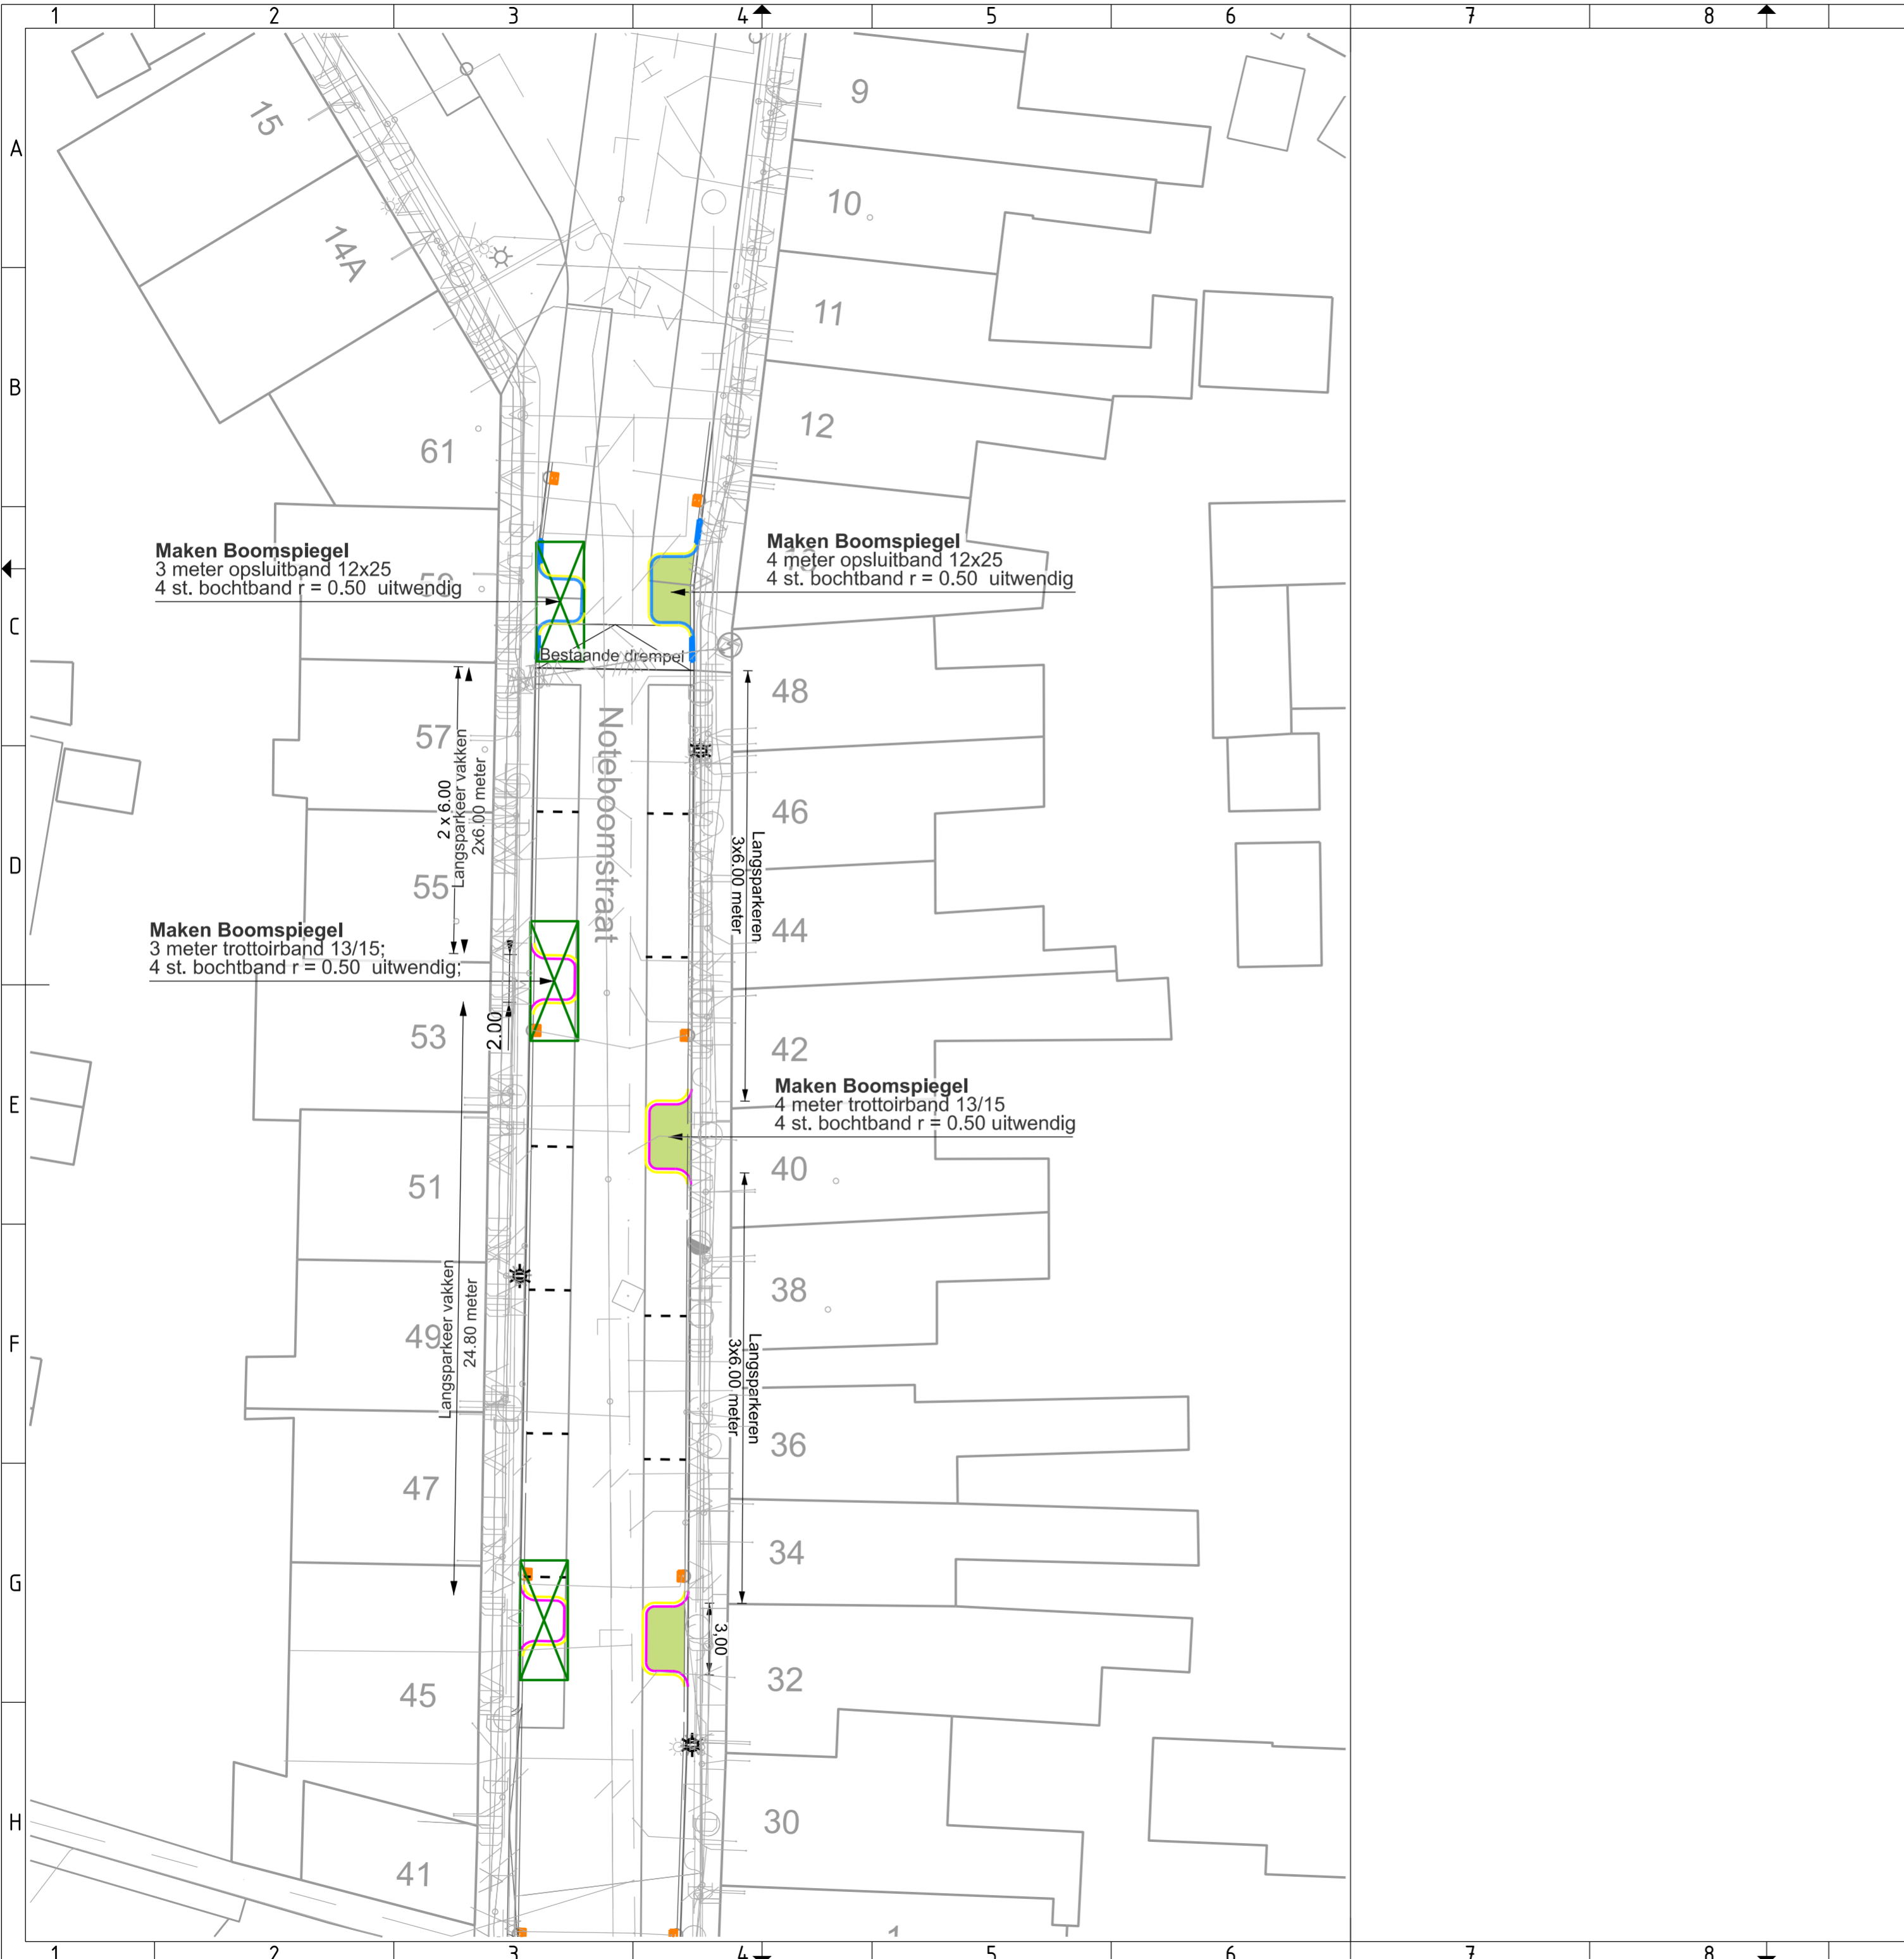 1 2 3 4 5 6 7 8
A
B
C
D
E
F
G
H
15
14A
61
9
10
11
12
Maken Boomspiegel
3 meter opsluitband 12x25
4 st. bochtband r = 0.50 uitwendig
Maken Boomspiegel
4 meter opsluitband 12x25
4 st. bochtband r = 0.50 uitwendig
Bestaande drempel
Noteboomstraat
57
55
53
51
49
47
45
41
48
46
44
42
40
38
36
34
32
30
2 x 6.00
Langsparkeer vakken
2x6.00 meter
Langsparkeren
3x6.00 meter
Maken Boomspiegel
3 meter trottoirband 13/15;
4 st. bochtband r = 0.50 uitwendig;
2.00
Maken Boomspiegel
4 meter trottoirband 13/15
4 st. bochtband r = 0.50 uitwendig
Langsparkeer vakken
24.80 meter
Langsparkeren
3x6.00 meter
3,00
1 2 3 4 5 6 7 8